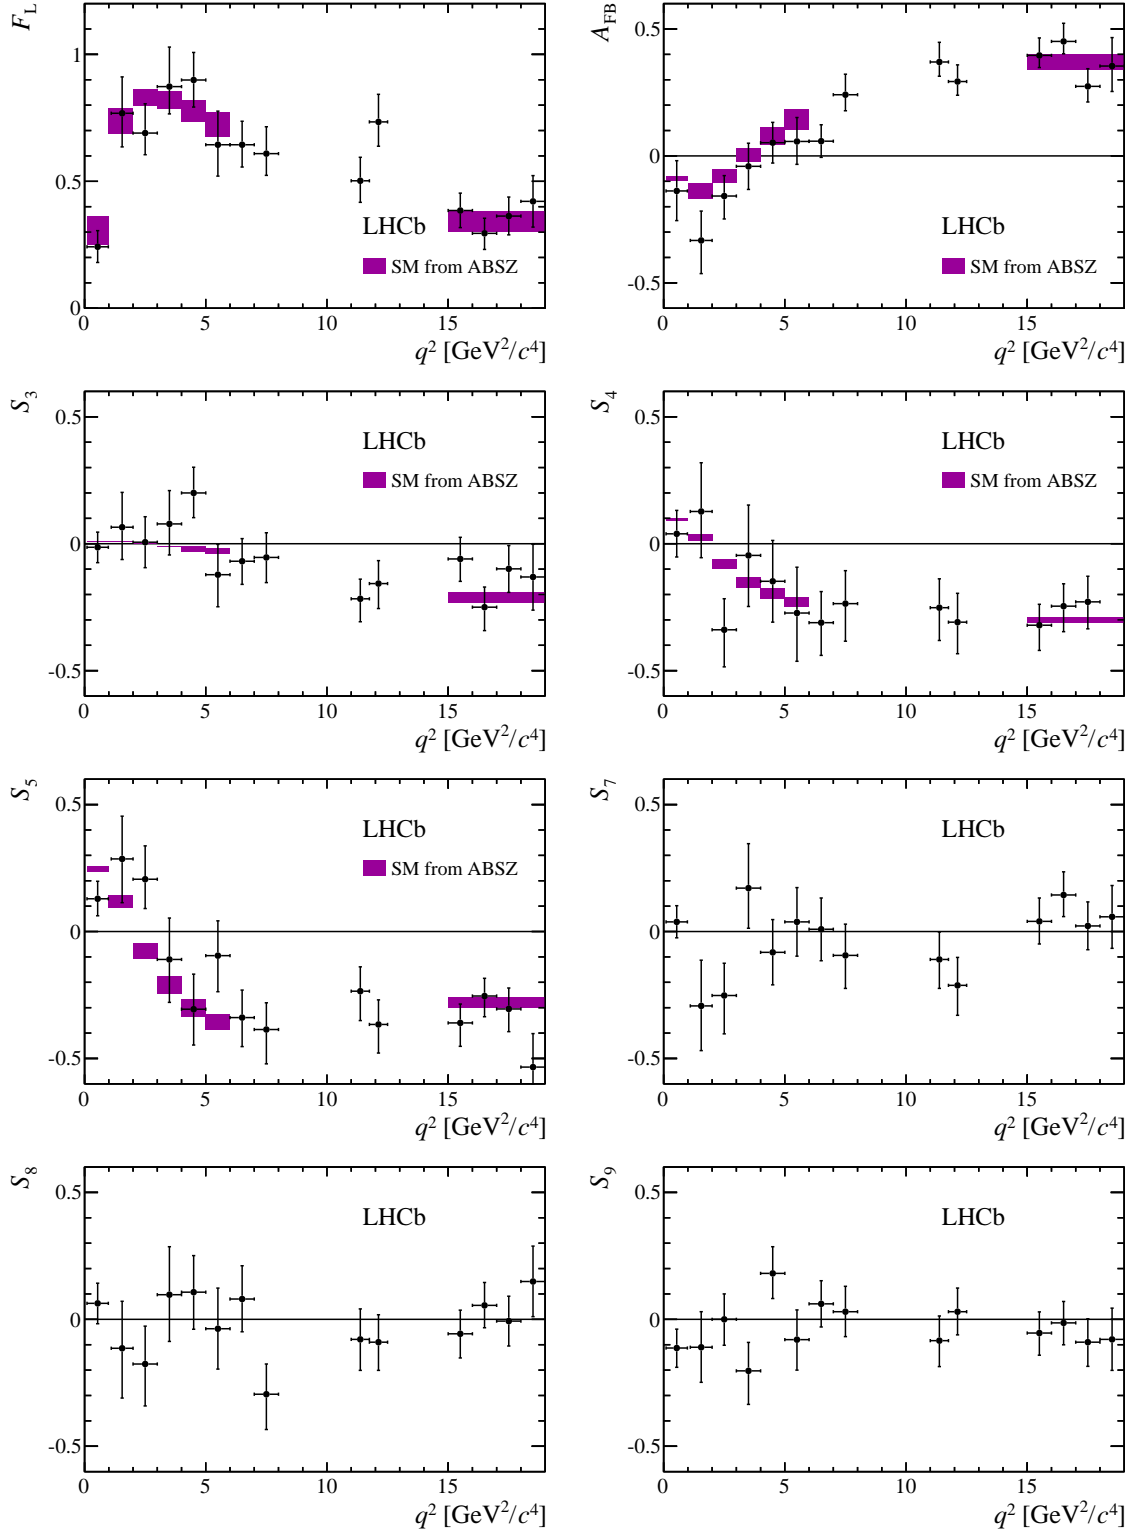 F_L
1
0.5
0
LHCb
SM from ABSZ
0 5 10 15
q² [GeV²/c⁴]
A_FB
0.5
0
-0.5
LHCb
SM from ABSZ
0 5 10 15
q² [GeV²/c⁴]
S_3
0.5
0
-0.5
LHCb
SM from ABSZ
0 5 10 15
q² [GeV²/c⁴]
S_4
0.5
0
-0.5
LHCb
SM from ABSZ
0 5 10 15
q² [GeV²/c⁴]
S_5
0.5
0
-0.5
LHCb
SM from ABSZ
0 5 10 15
q² [GeV²/c⁴]
S_7
0.5
0
-0.5
LHCb
0 5 10 15
q² [GeV²/c⁴]
S_8
0.5
0
-0.5
LHCb
0 5 10 15
q² [GeV²/c⁴]
S_9
0.5
0
-0.5
LHCb
0 5 10 15
q² [GeV²/c⁴]